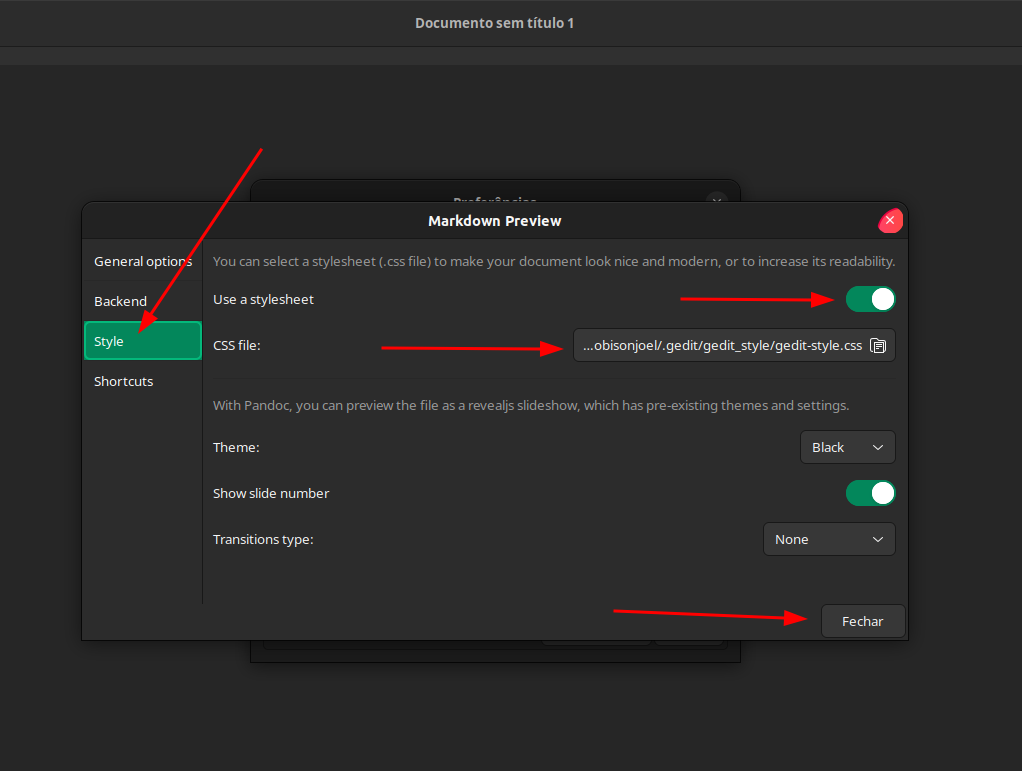 Documento sem título 1
Preferências
Markdown Preview
General options
Backend
Style
Shortcuts
You can select a stylesheet (.css file) to make your document look nice and modern, or to increase its readability.
Use a stylesheet
CSS file:
...obisonjoel/.gedit/gedit_style/gedit-style.css
With Pandoc, you can preview the file as a revealjs slideshow, which has pre-existing themes and settings.
Theme:
Black
Show slide number
Transitions type:
None
Fechar